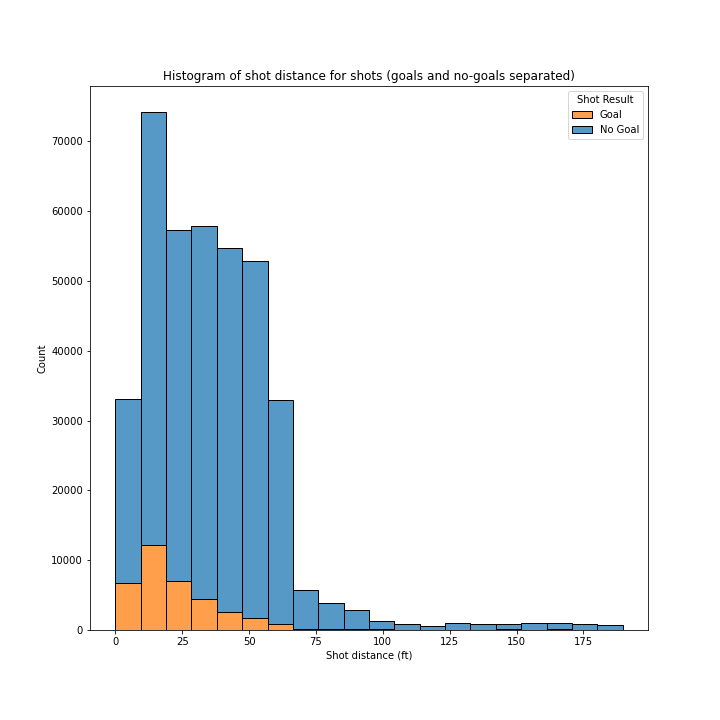 Histogram of shot distance for shots (goals and no-goals separated)
Shot Result
Goal
No Goal
70000
60000
50000
40000
30000
20000
10000
0
Count
0 25 50 75 100 125 150 175
Shot distance (ft)